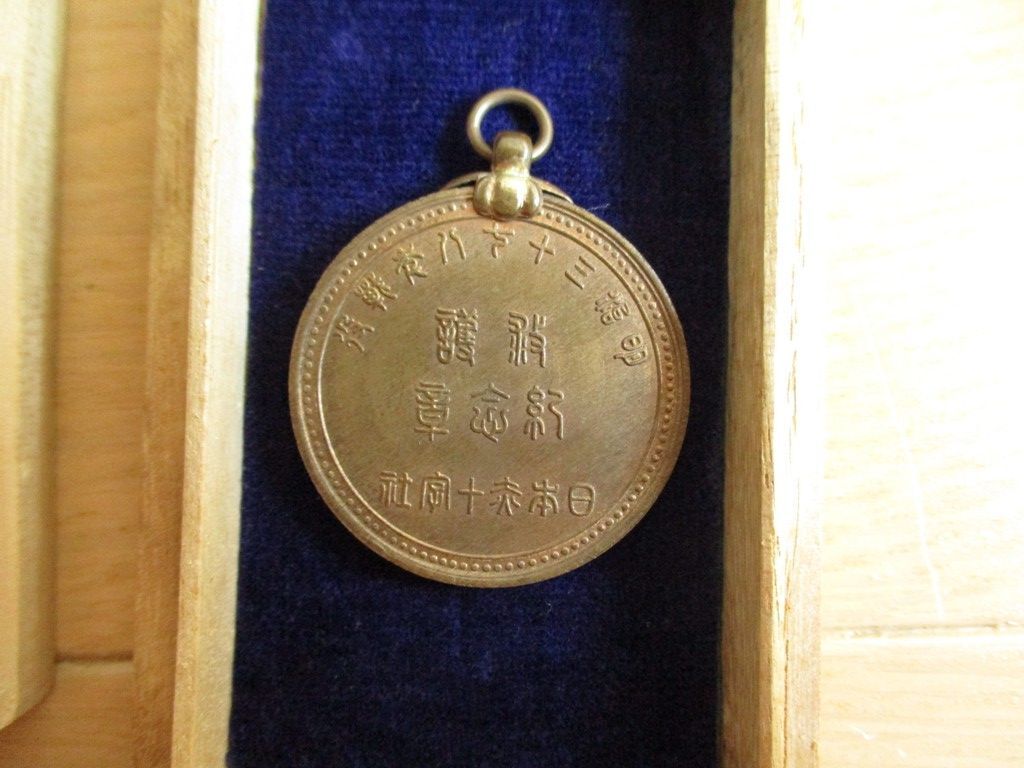 明治三十七八年戰役
救護
紀念章
日本赤十字社